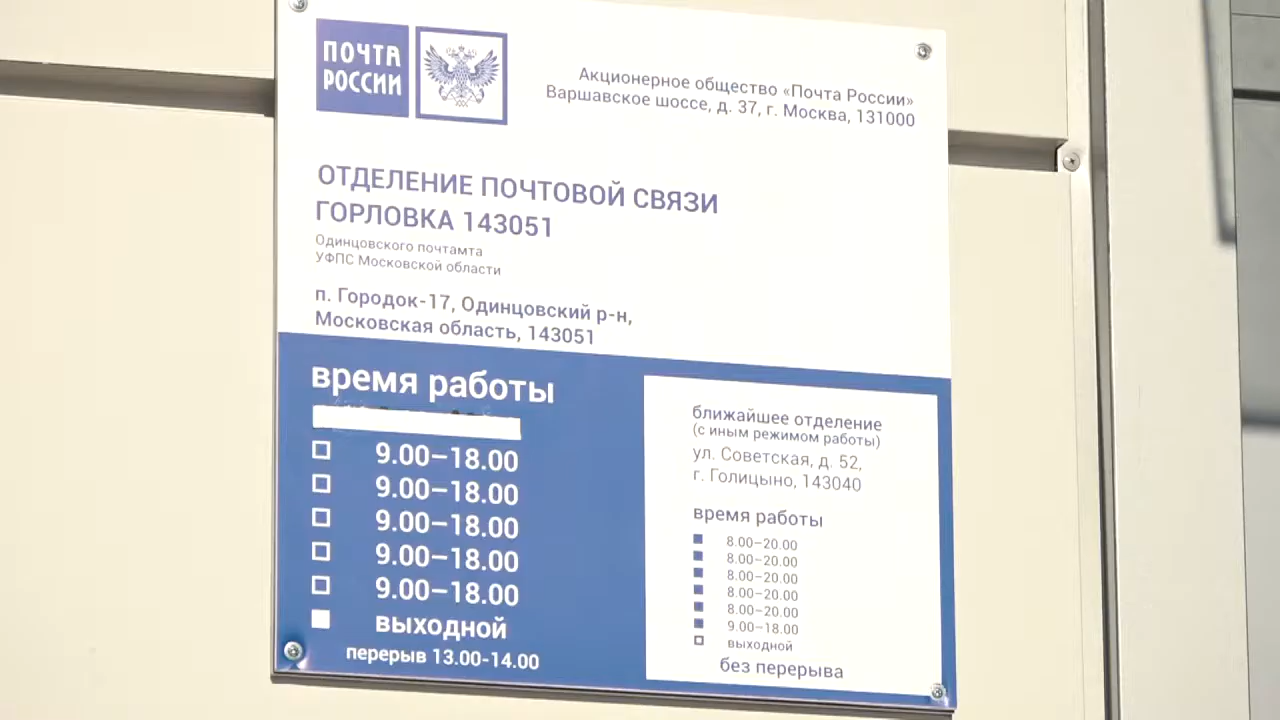 ПОЧТА
РОССИИ
Акционерное общество «Почта России»
Варшавское шоссе, д. 37, г. Москва, 131000
ОТДЕЛЕНИЕ ПОЧТОВОЙ СВЯЗИ
ГОРЛОВКА 143051
Одинцовского почтамта
УФПС Московской области
п. Городок-17, Одинцовский р-н,
Московская область, 143051
время работы
9.00–18.00
9.00–18.00
9.00–18.00
9.00–18.00
9.00–18.00
выходной
перерыв 13.00-14.00
ближайшее отделение
(с иным режимом работы)
ул. Советская, д. 52,
г. Голицыно, 143040
время работы
8.00–20.00
8.00–20.00
8.00–20.00
8.00–20.00
8.00–20.00
9.00–18.00
выходной
без перерыва